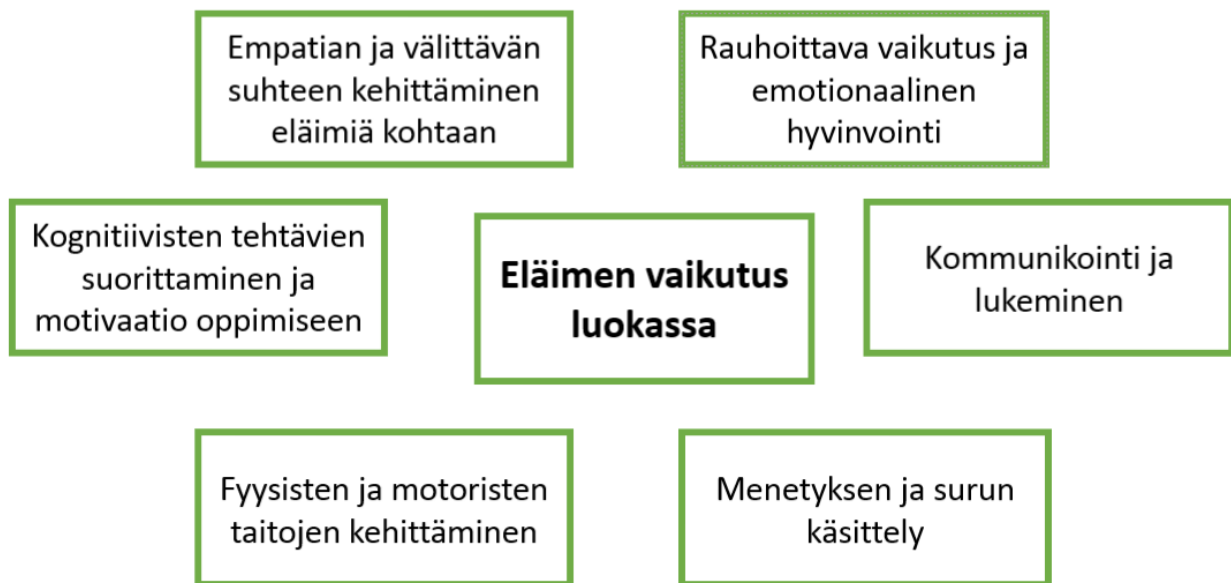 Empatian ja välittävän
suhteen kehittäminen
eläimiä kohtaan
Rauhoittava vaikutus ja
emotionaalinen
hyvinvointi
Kognitiivisten tehtävien
suorittaminen ja
motivaatio oppimiseen
Eläimen vaikutus
luokassa
Kommunikointi ja
lukeminen
Fyysisten ja motoristen
taitojen kehittäminen
Menetyksen ja surun
käsittely